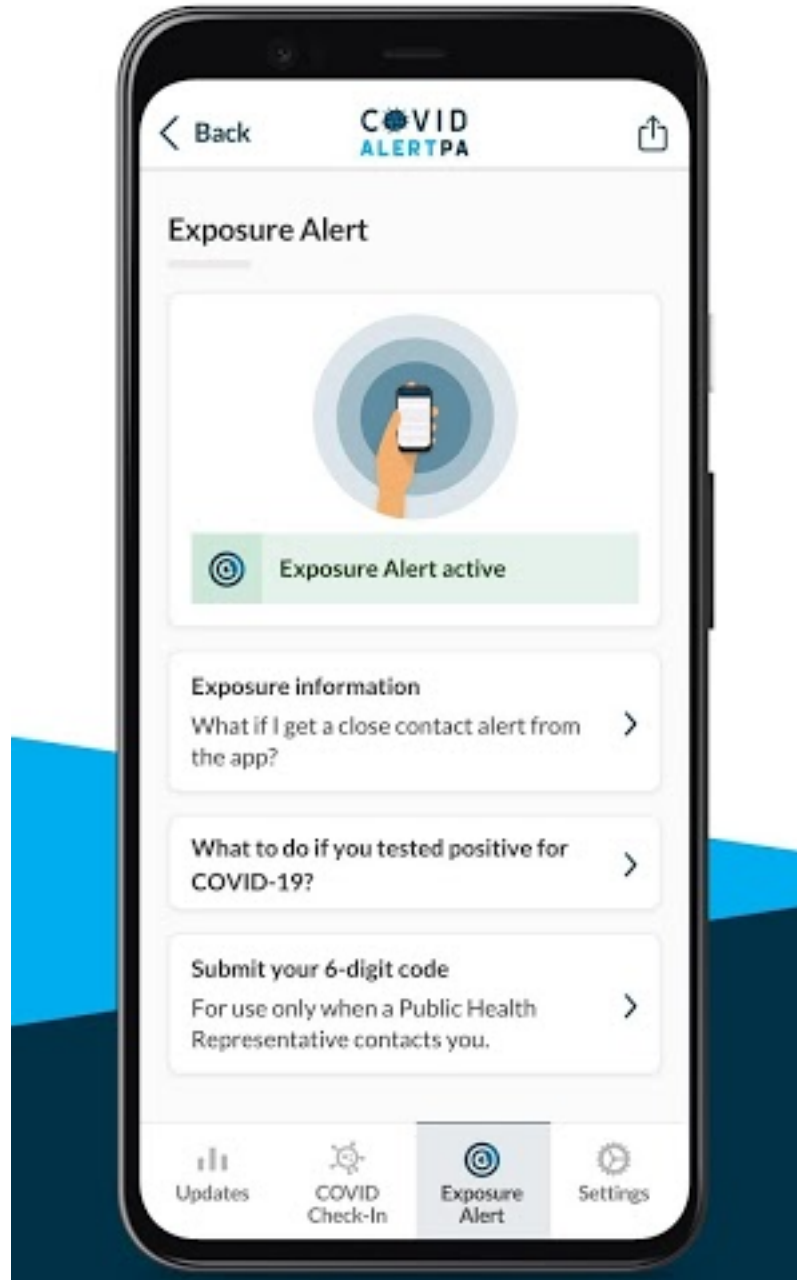 Back
COVID
ALERTPA
Exposure Alert
Exposure Alert active
Exposure information
What if I get a close contact alert from
the app?
What to do if you tested positive for
COVID-19?
Submit your 6-digit code
For use only when a Public Health
Representative contacts you.
Updates
COVID
Check-In
Exposure
Alert
Settings